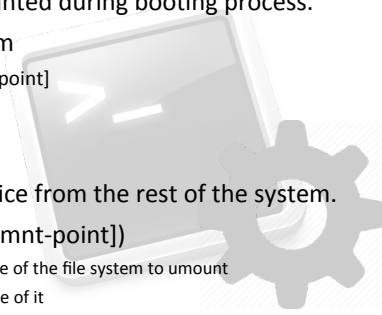 nted during booting process.
m
point]
>_
ice from the rest of the system.
mnt-point])
e of the file system to umount
e of it